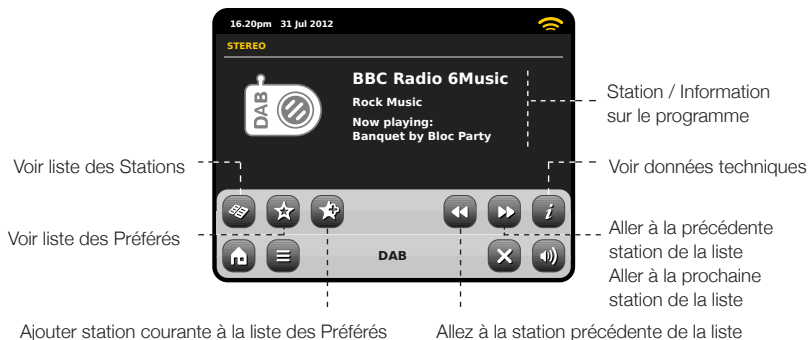 16.20pm 31 Jul 2012
STEREO
DAB
BBC Radio 6Music
Rock Music
Now playing:
Banquet by Bloc Party
Station / Information
sur le programme
Voir liste des Stations
Voir données techniques
Voir liste des Préférés
i
Aller à la précédente
station de la liste
Aller à la prochaine
station de la liste
DAB
Ajouter station courante à la liste des Préférés
Allez à la station précédente de la liste